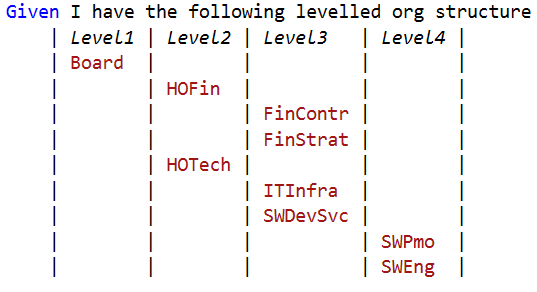 Given I have the following levelled org structure
| Level1 | Level2 | Level3 | Level4 |
| Board | | | |
| | HOFin | | |
| | | FinContr | |
| | | FinStrat | |
| | HOTech | | |
| | | ITInfra | |
| | | SWDevSvc | |
| | | | SWPmo |
| | | | SWEng |